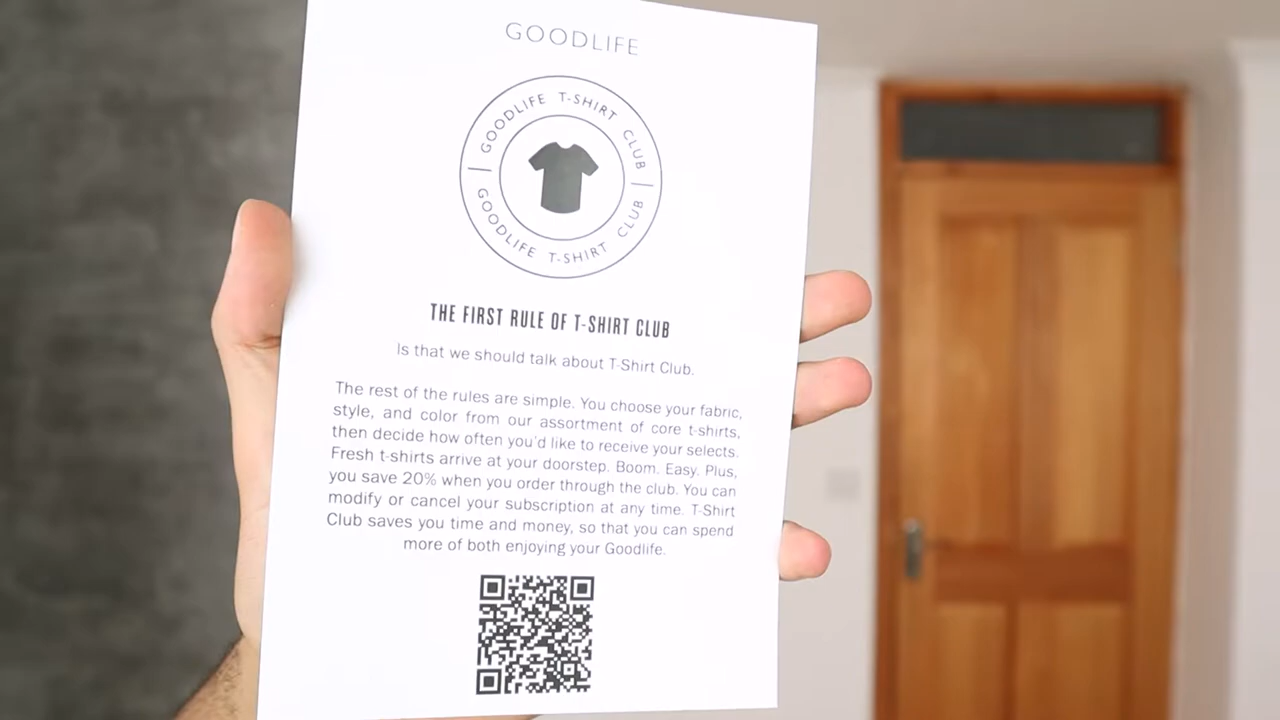 GOODLIFE
GOODLIFE T-SHIRT CLUB
GOODLIFE T-SHIRT CLUB
THE FIRST RULE OF T-SHIRT CLUB
Is that we should talk about T-Shirt Club.
The rest of the rules are simple. You choose your fabric,
style, and color from our assortment of core t-shirts,
then decide how often you'd like to receive your selects.
Fresh t-shirts arrive at your doorstep. Boom. Easy. Plus,
you save 20% when you order through the club. You can
modify or cancel your subscription at any time. T-Shirt
Club saves you time and money, so that you can spend
more of both enjoying your Goodlife.